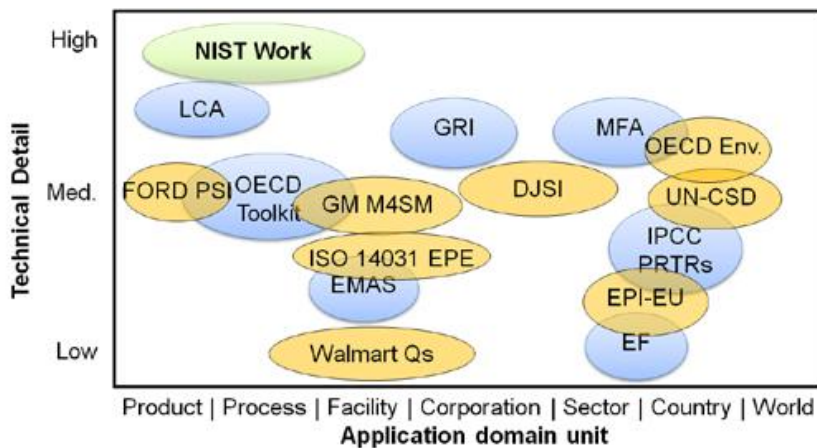 High
NIST Work
LCA
GRI
MFA
OECD Env.
Technical Detail
Med.
FORD PSI
OECD
Toolkit
GM M4SM
DJSI
UN-CSD
ISO 14031 EPE
EMAS
IPCC
PRTRs
EPI-EU
Low
Walmart Qs
EF
Product | Process | Facility | Corporation | Sector | Country | World
Application domain unit